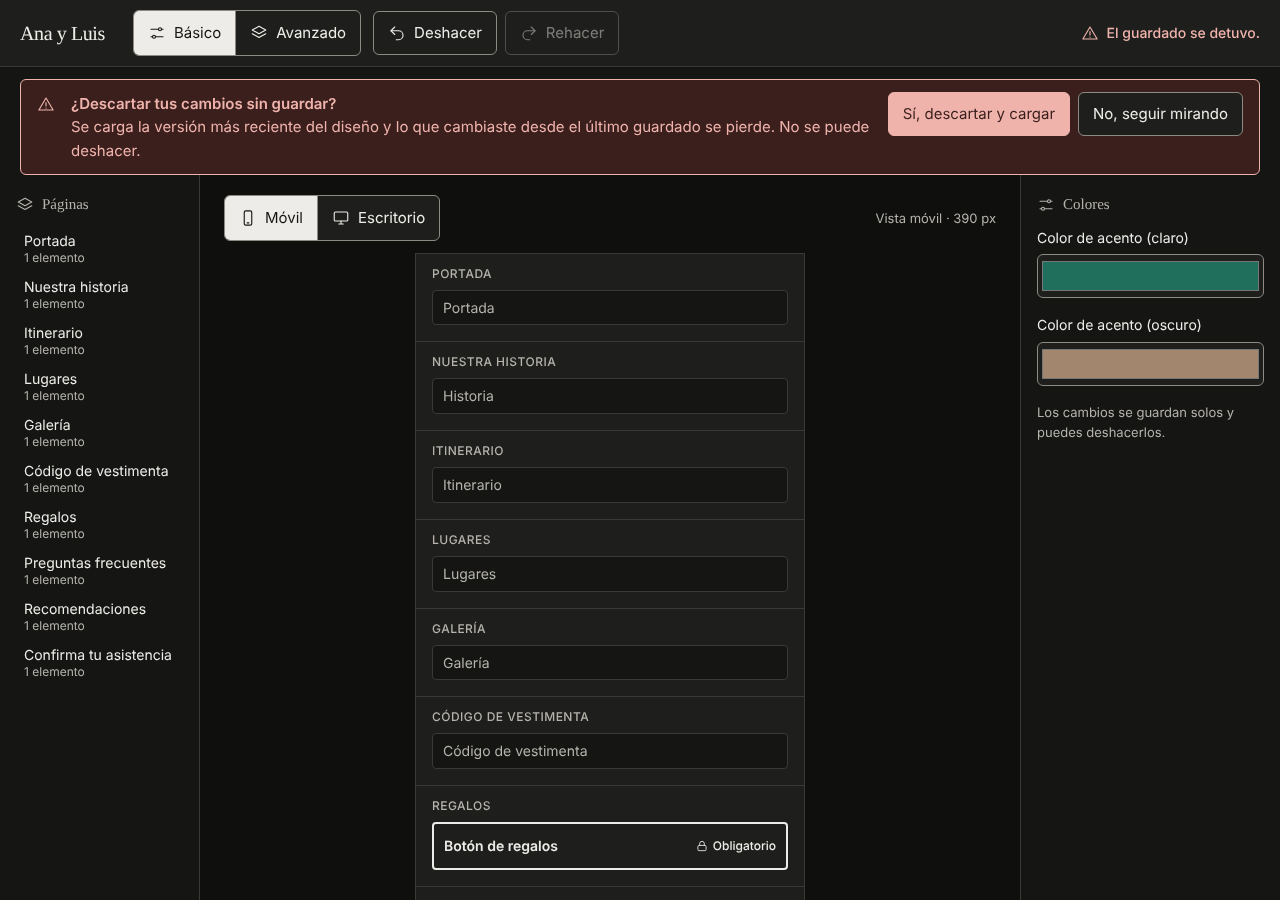 Ana y Luis
Básico
Avanzado
Deshacer
Rehacer
El guardado se detuvo.
¿Descartar tus cambios sin guardar?
Se carga la versión más reciente del diseño y lo que cambiaste desde el último guardado se pierde. No se puede
deshacer.
Sí, descartar y cargar
No, seguir mirando
Páginas
Portada
1 elemento
Nuestra historia
1 elemento
Itinerario
1 elemento
Lugares
1 elemento
Galería
1 elemento
Código de vestimenta
1 elemento
Regalos
1 elemento
Preguntas frecuentes
1 elemento
Recomendaciones
1 elemento
Confirma tu asistencia
1 elemento
Móvil
Escritorio
Vista móvil · 390 px
PORTADA
Portada
NUESTRA HISTORIA
Historia
ITINERARIO
Itinerario
LUGARES
Lugares
GALERÍA
Galería
CÓDIGO DE VESTIMENTA
Código de vestimenta
REGALOS
Botón de regalos
Obligatorio
Colores
Color de acento (claro)
Color de acento (oscuro)
Los cambios se guardan solos y
puedes deshacerlos.